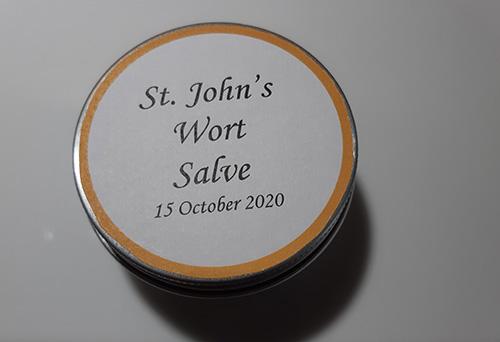 St. John's
Wort
Salve
15 October 2020